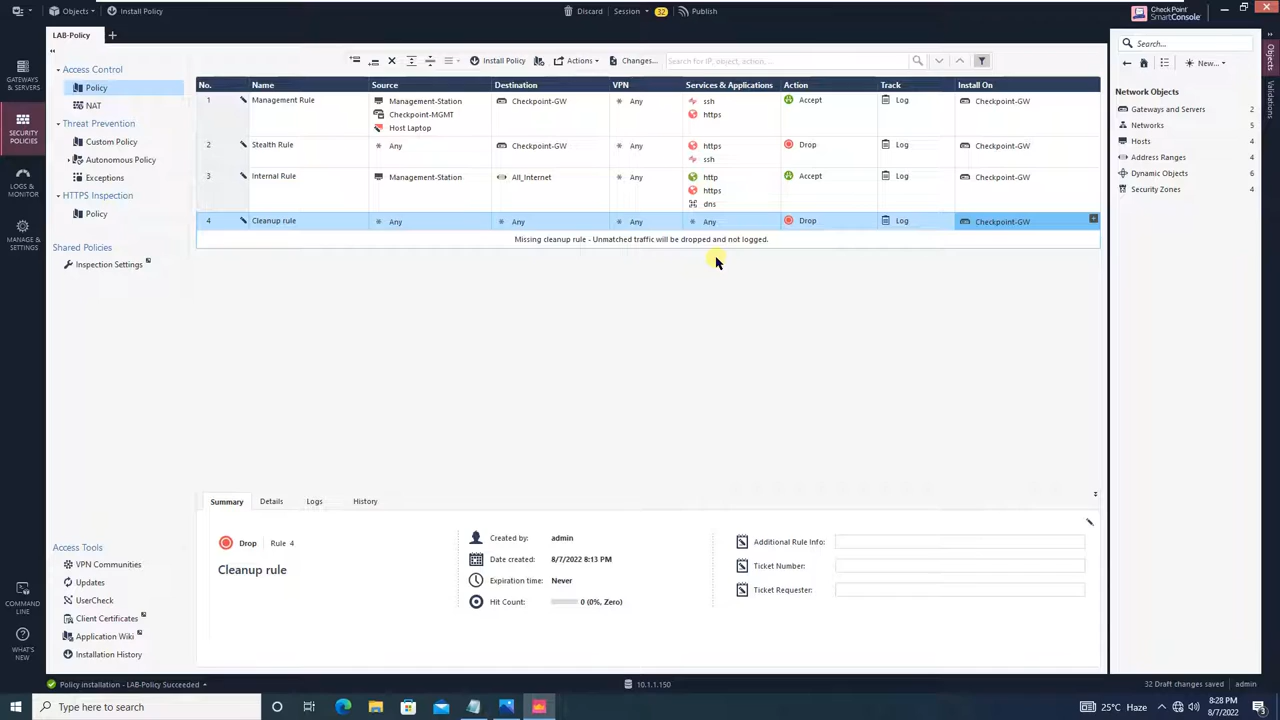 Objects
Install Policy
Discard
Session
32
Publish
Check Point
SmartConsole
LAB-Policy
GATEWAYS
& SERVERS
SECURITY
POLICIES
LOGS &
MONITOR
MANAGE &
SETTINGS
COMMAND
LINE
WHAT'S
NEW
Access Control
Policy
NAT
Threat Prevention
Custom Policy
Autonomous Policy
Exceptions
HTTPS Inspection
Policy
Shared Policies
Inspection Settings
Access Tools
VPN Communities
Updates
UserCheck
Client Certificates
Application Wiki
Installation History
Install Policy
Actions
Changes...
Search for IP, object, action, ...
No. Name Source Destination VPN Services & Applications Action Track Install On
1 Management Rule Management-Station Checkpoint-GW Any ssh Accept Log Checkpoint-GW
Checkpoint-MGMT https
Host Laptop
2 Stealth Rule Any Checkpoint-GW Any https Drop Log Checkpoint-GW
ssh
3 Internal Rule Management-Station All_Internet Any http Accept Log Checkpoint-GW
https
dns
4 Cleanup rule Any Any Any Any Drop Log Checkpoint-GW
Missing cleanup rule - Unmatched traffic will be dropped and not logged.
Summary Details Logs History
Drop Rule 4
Cleanup rule
Created by: admin
Date created: 8/7/2022 8:13 PM
Expiration time: Never
Hit Count: 0 (0%, Zero)
Additional Rule Info:
Ticket Number:
Ticket Requester:
Search...
New...
Network Objects
Gateways and Servers 2
Networks 5
Hosts 4
Address Ranges 4
Dynamic Objects 6
Security Zones 4
Objects
Validations
Policy installation - LAB-Policy Succeeded
10.1.1.150
32 Draft changes saved
admin
Type here to search
25°C Haze
8:28 PM
8/7/2022
3